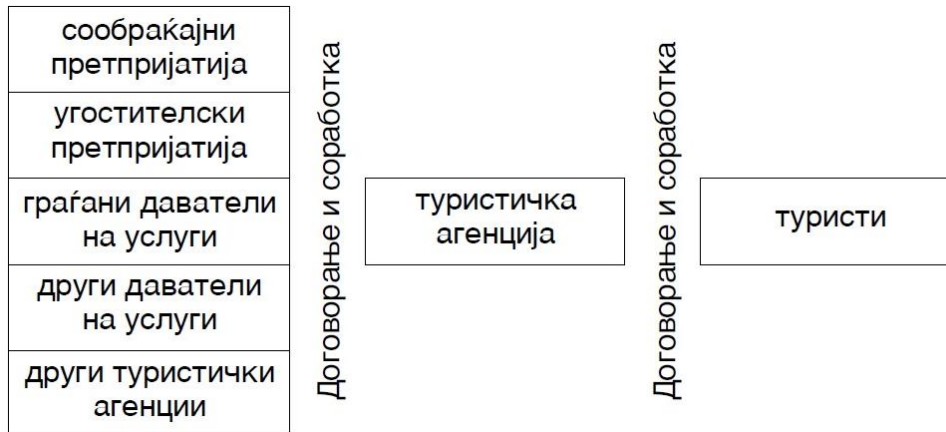 сообраќајни
претпријатија
угостителски
претпријатија
граѓани даватели
на услуги
други даватели
на услуги
други туристички
агенции
Договорање и соработка
туристичка
агенција
Договорање и соработка
туристи